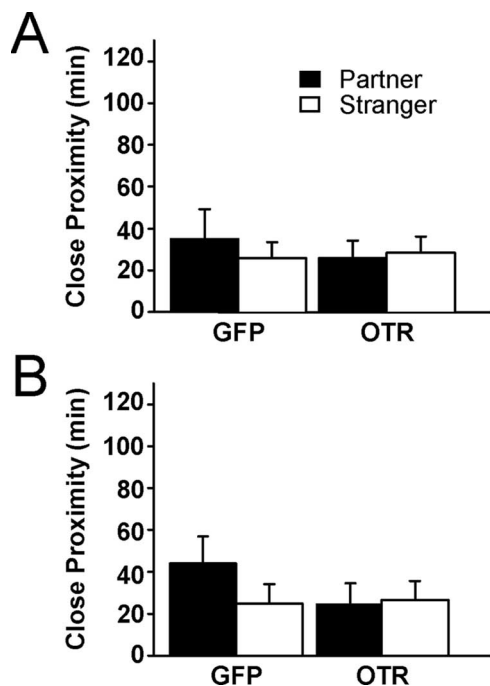 A
Close Proximity (min)
120
100
80
60
40
20
0
Partner
Stranger
GFP OTR
B
Close Proximity (min)
120
100
80
60
40
20
0
GFP OTR